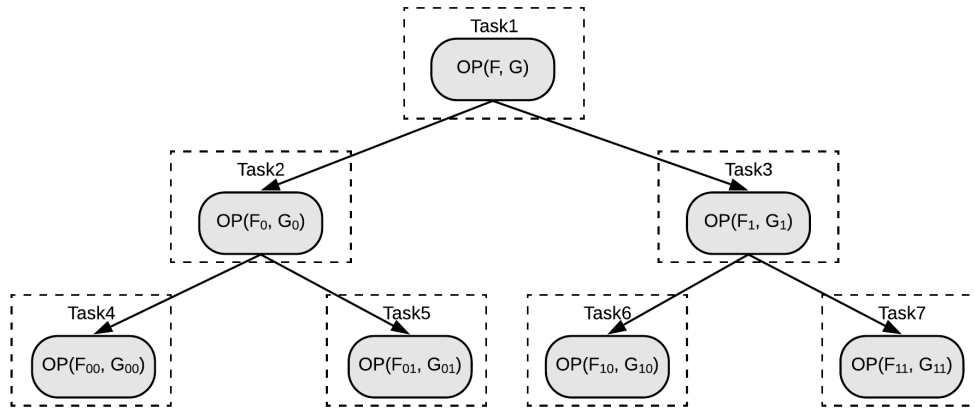 Task1
OP(F, G)
Task2
Task3
OP(F₀, G₀)
OP(F₁, G₁)
Task4
Task5
Task6
Task7
OP(F₀₀, G₀₀)
OP(F₀₁, G₀₁)
OP(F₁₀, G₁₀)
OP(F₁₁, G₁₁)